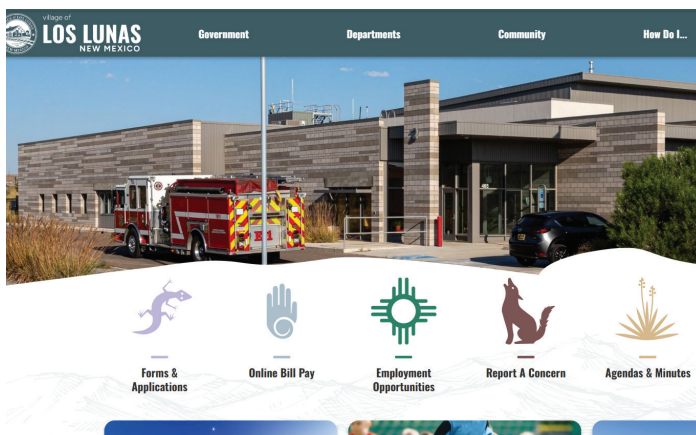 village of
LOS LUNAS
NEW MEXICO
Government
Departments
Community
How Do I...
Forms &
Applications
Online Bill Pay
Employment
Opportunities
Report A Concern
Agendas & Minutes